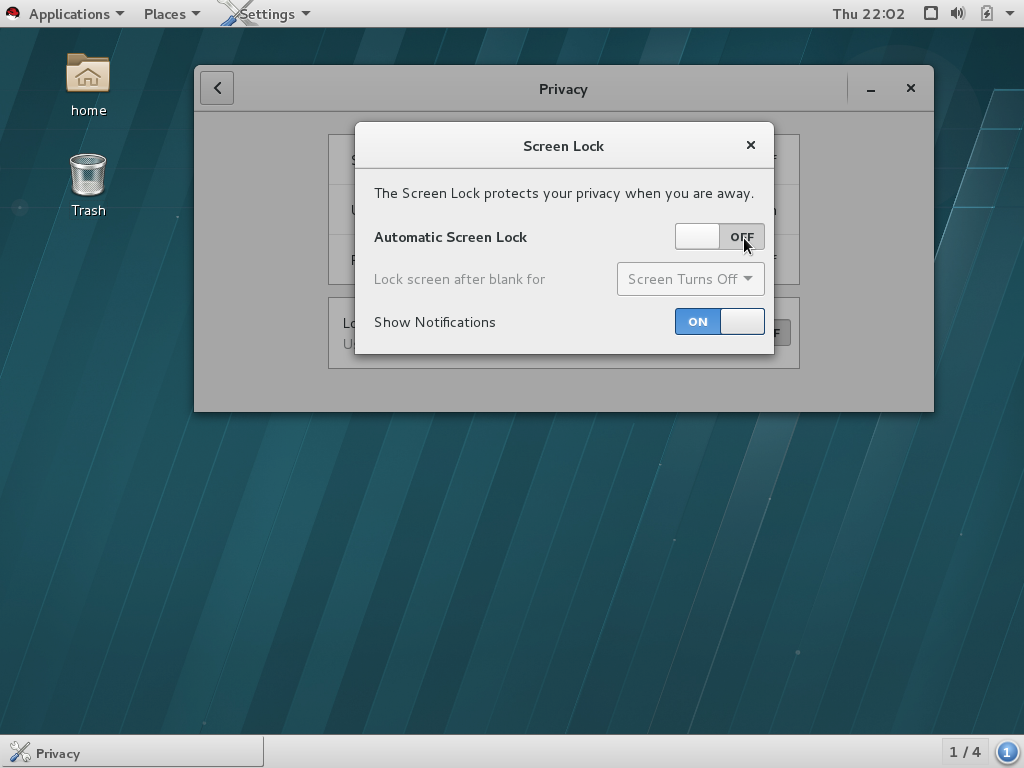 Applications Places Settings Thu 22:02
home
Trash
Privacy
Screen Lock
The Screen Lock protects your privacy when you are away.
Automatic Screen Lock OFF
Lock screen after blank for Screen Turns Off
Show Notifications ON
Privacy 1 / 4 1